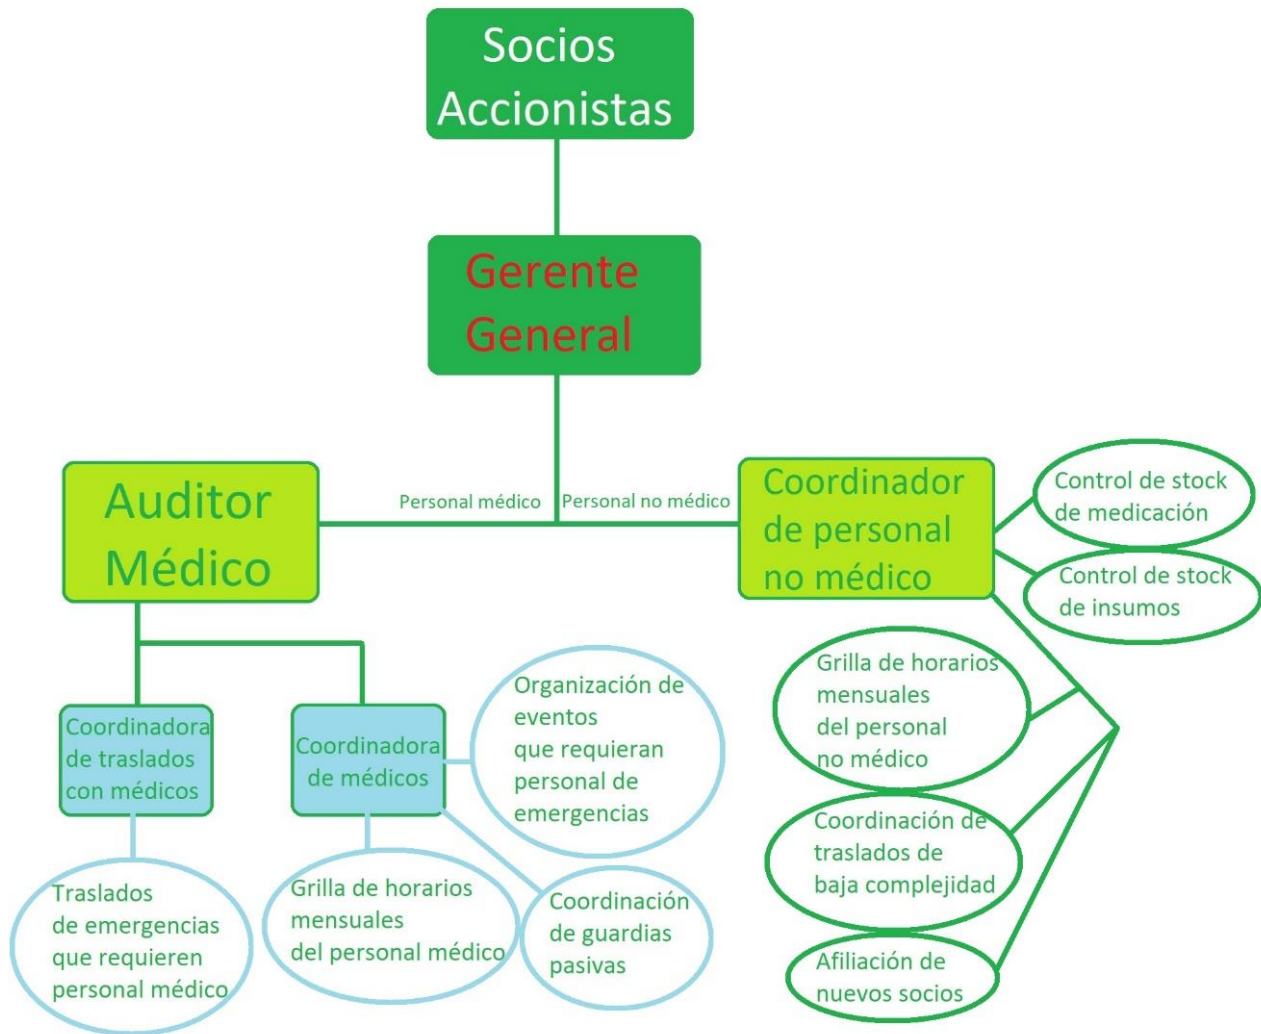 Socios
Accionistas
Gerente
General
Personal médico
Personal no médico
Auditor
Médico
Coordinador
de personal
no médico
Control de stock
de medicación
Control de stock
de insumos
Coordinadora
de traslados
con médicos
Coordinadora
de médicos
Organización de
eventos
que requieran
personal de
emergencias
Grilla de horarios
mensuales
del personal
no médico
Coordinación de
traslados de
baja complejidad
Traslados
de emergencias
que requieren
personal médico
Grilla de horarios
mensuales
del personal médico
Coordinación
de guardias
pasivas
Afiliación de
nuevos socios